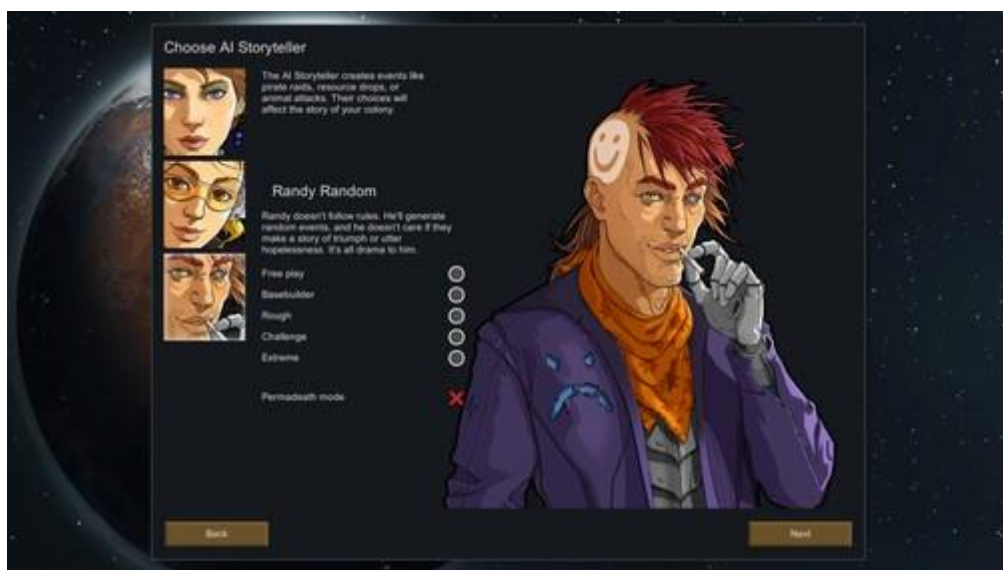 Choose AI Storyteller
The AI Storyteller creates events like
pirate raids, resource drops, or
animal attacks. Their choices will
affect the story of your colony.
Randy Random
Randy doesn't follow rules. He'll generate
random events, and he doesn't care if they
make a story of triumph or utter
hopelessness. It's all drama to him.
Free play
Basebuilder
Rough
Challenge
Extreme
Permadeath mode
Back
Next